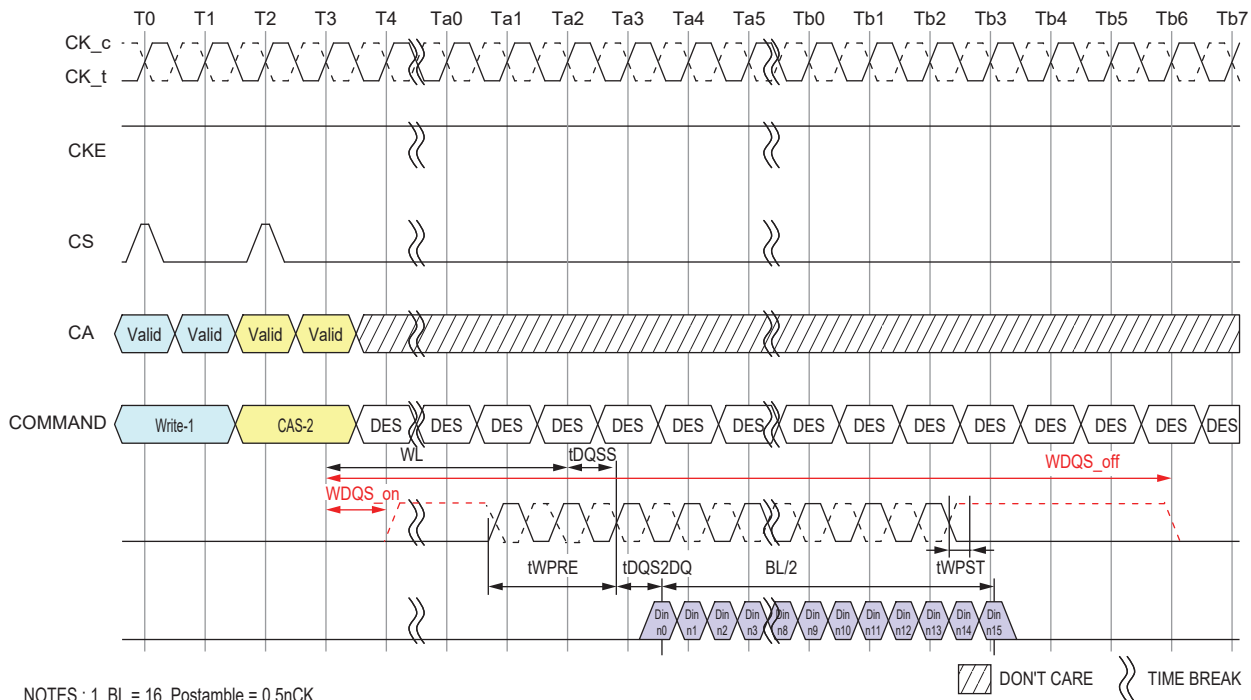 T0 T1 T2 T3 T4 Ta0 Ta1 Ta2 Ta3 Ta4 Ta5 Tb0 Tb1 Tb2 Tb3 Tb4 Tb5 Tb6 Tb7
CK_c
CK_t
CKE
CS
CA Valid Valid Valid Valid
COMMAND Write-1 CAS-2 DES DES DES DES DES DES DES DES DES DES DES DES DES DES DES
WL tDQSS WDQS_off
WDQS_on
tWPRE tDQS2DQ BL/2 tWPST
Din Din Din Din Din Din Din Din Din Din Din Din
n0 n1 n2 n3 n8 n9 n10 n11 n12 n13 n14 n15
DON'T CARE TIME BREAK
NOTES : 1. BL = 16, Postamble = 0.5nCK